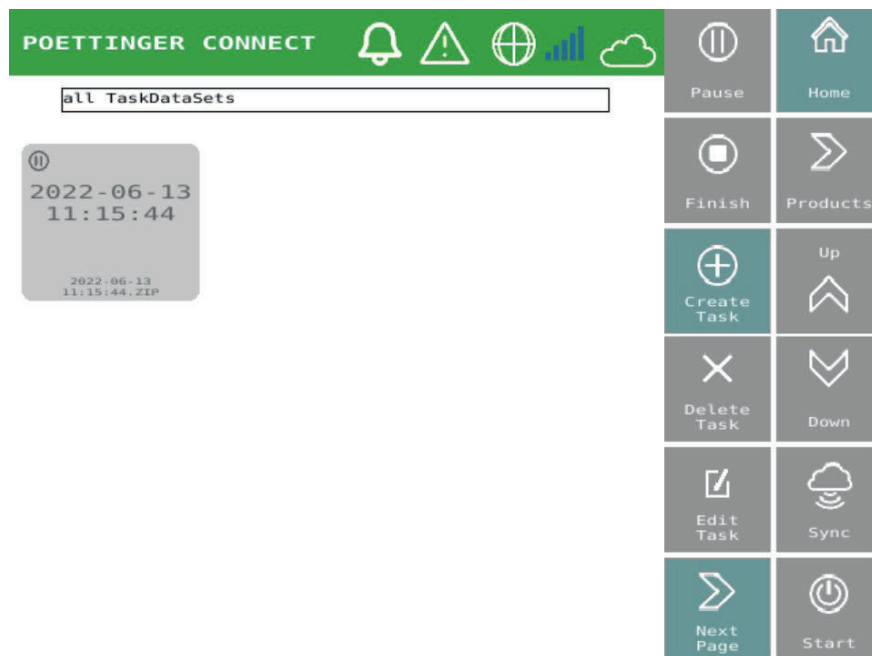 POETTINGER CONNECT
all TaskDataSets
2022-06-13
11:15:44
2022-06-13
11:15:44.ZIP
Pause
Home
Finish
Products
Create
Task
Up
Delete
Task
Down
Edit
Task
Sync
Next
Page
Start